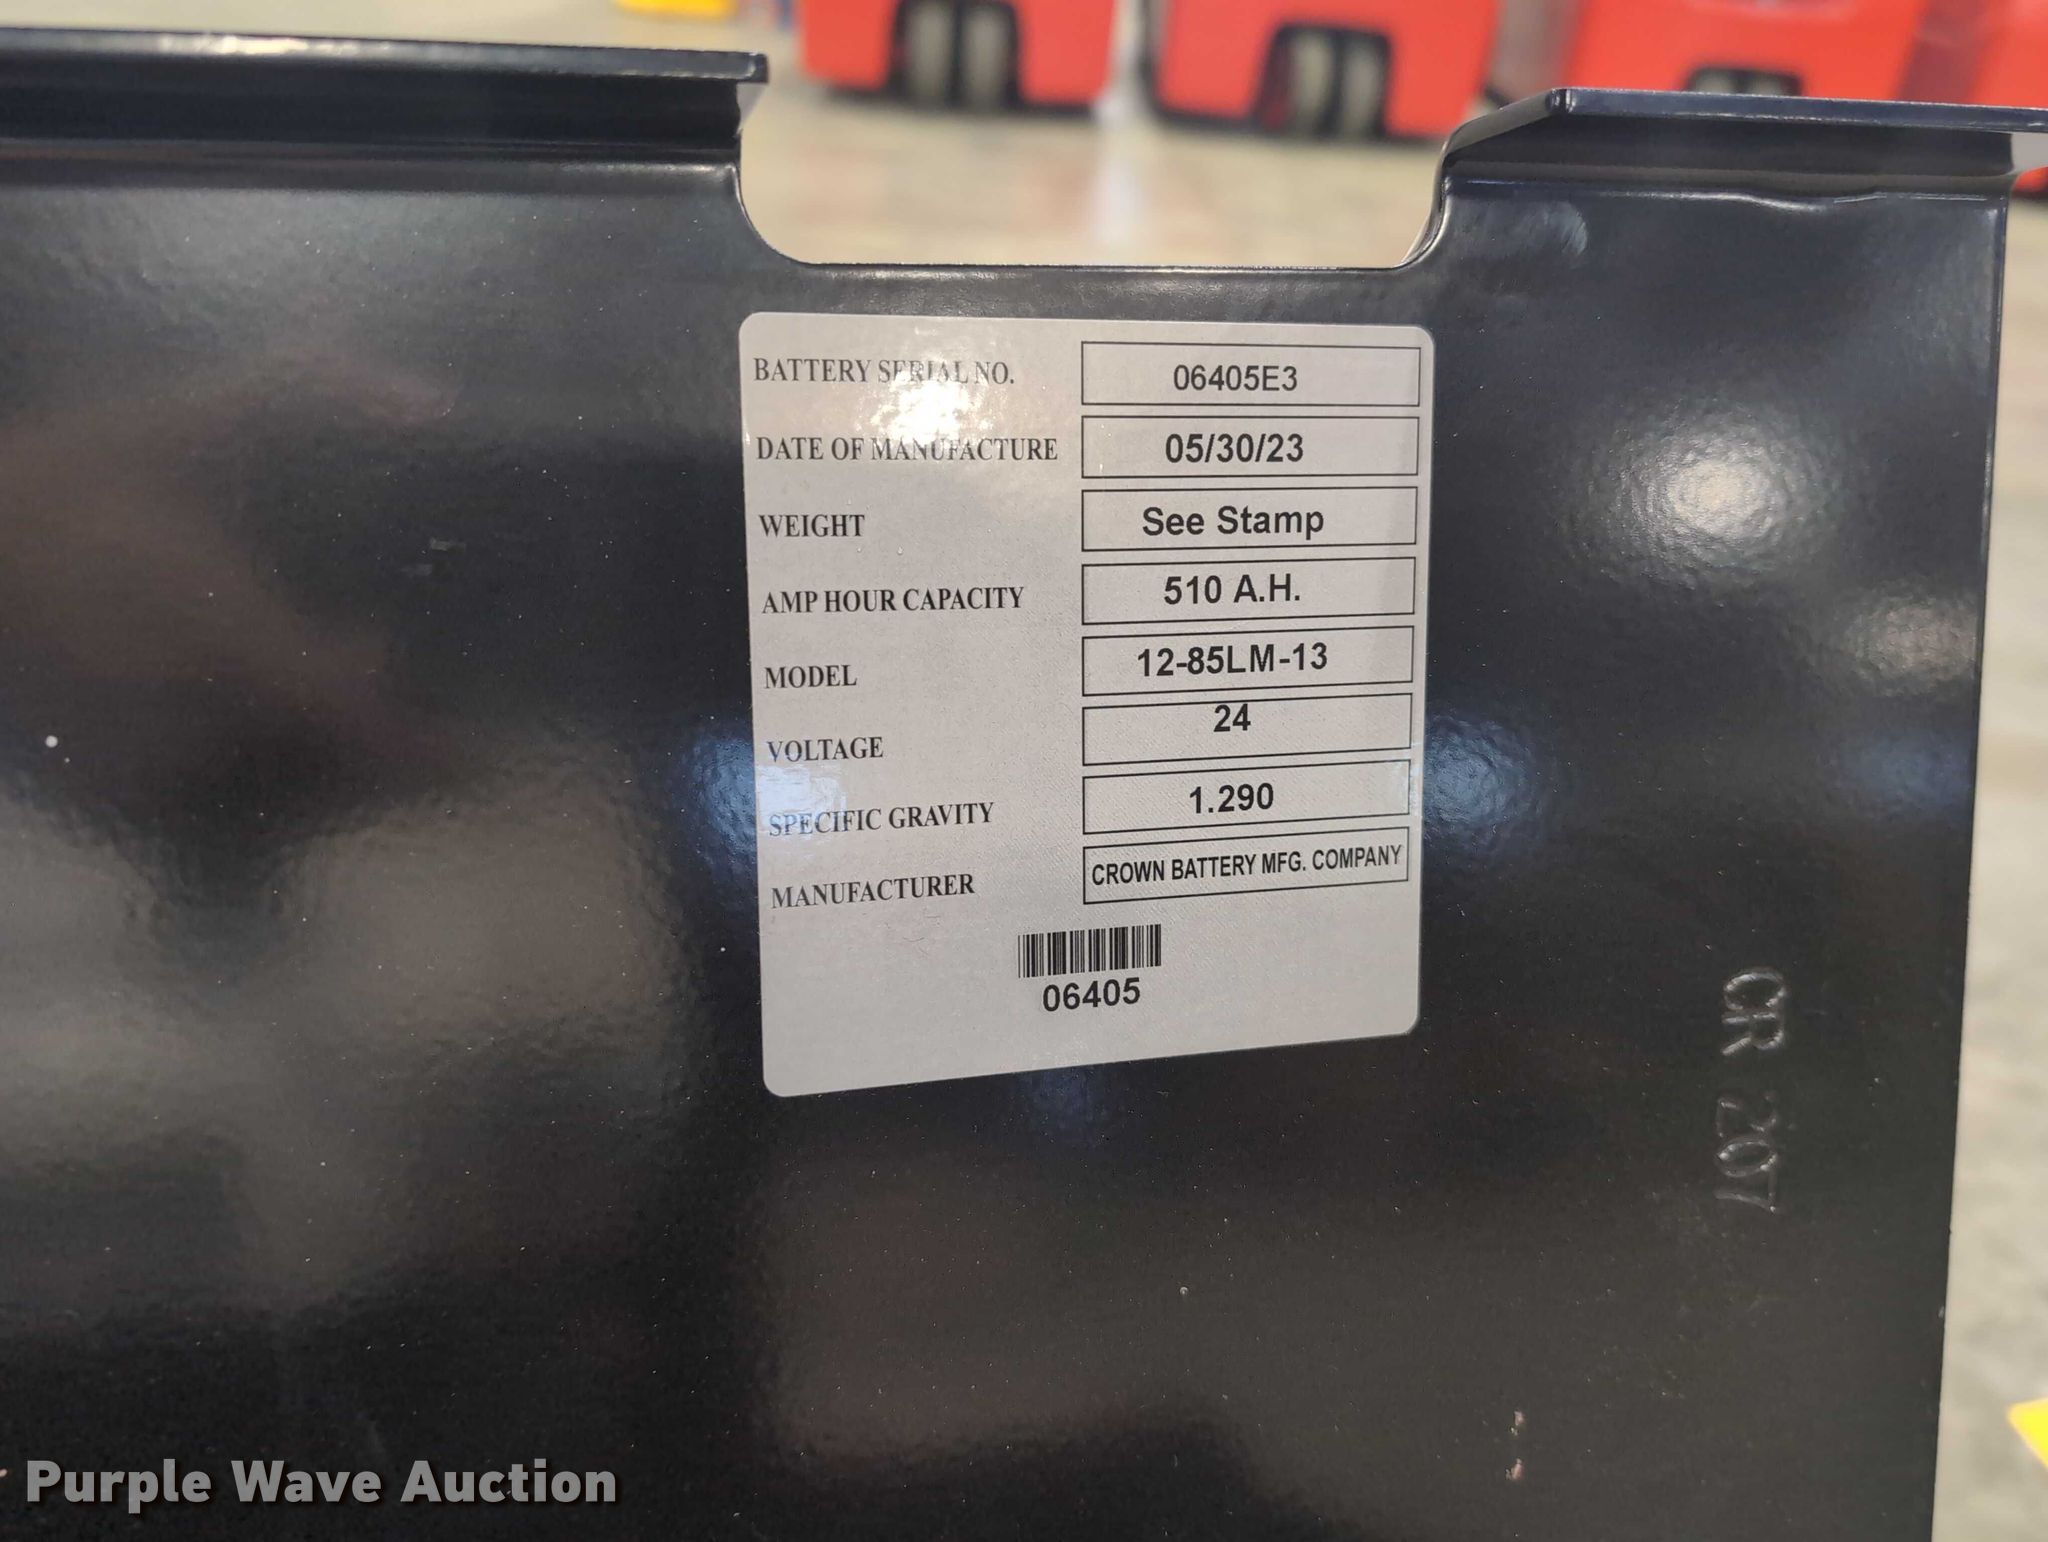 BATTERY SERIAL NO. 06405E3
DATE OF MANUFACTURE 05/30/23
WEIGHT See Stamp
AMP HOUR CAPACITY 510 A.H.
MODEL 12-85LM-13
VOLTAGE 24
SPECIFIC GRAVITY 1.290
MANUFACTURER CROWN BATTERY MFG. COMPANY
06405
CR 207
Purple Wave Auction